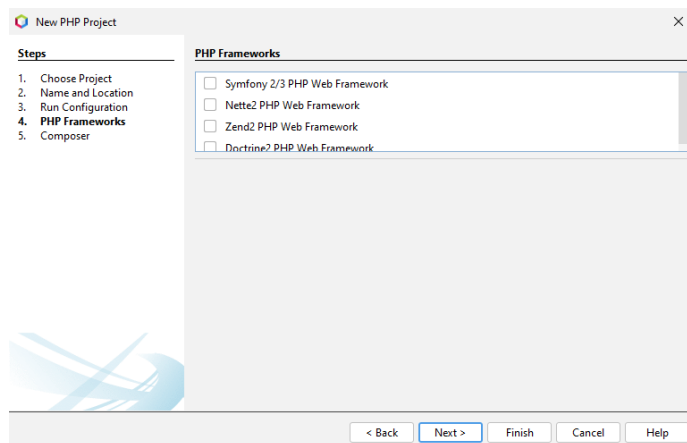 New PHP Project
Steps
1. Choose Project
2. Name and Location
3. Run Configuration
4. PHP Frameworks
5. Composer
PHP Frameworks
Symfony 2/3 PHP Web Framework
Nette2 PHP Web Framework
Zend2 PHP Web Framework
Doctrine2 PHP Web Framework
< Back Next > Finish Cancel Help